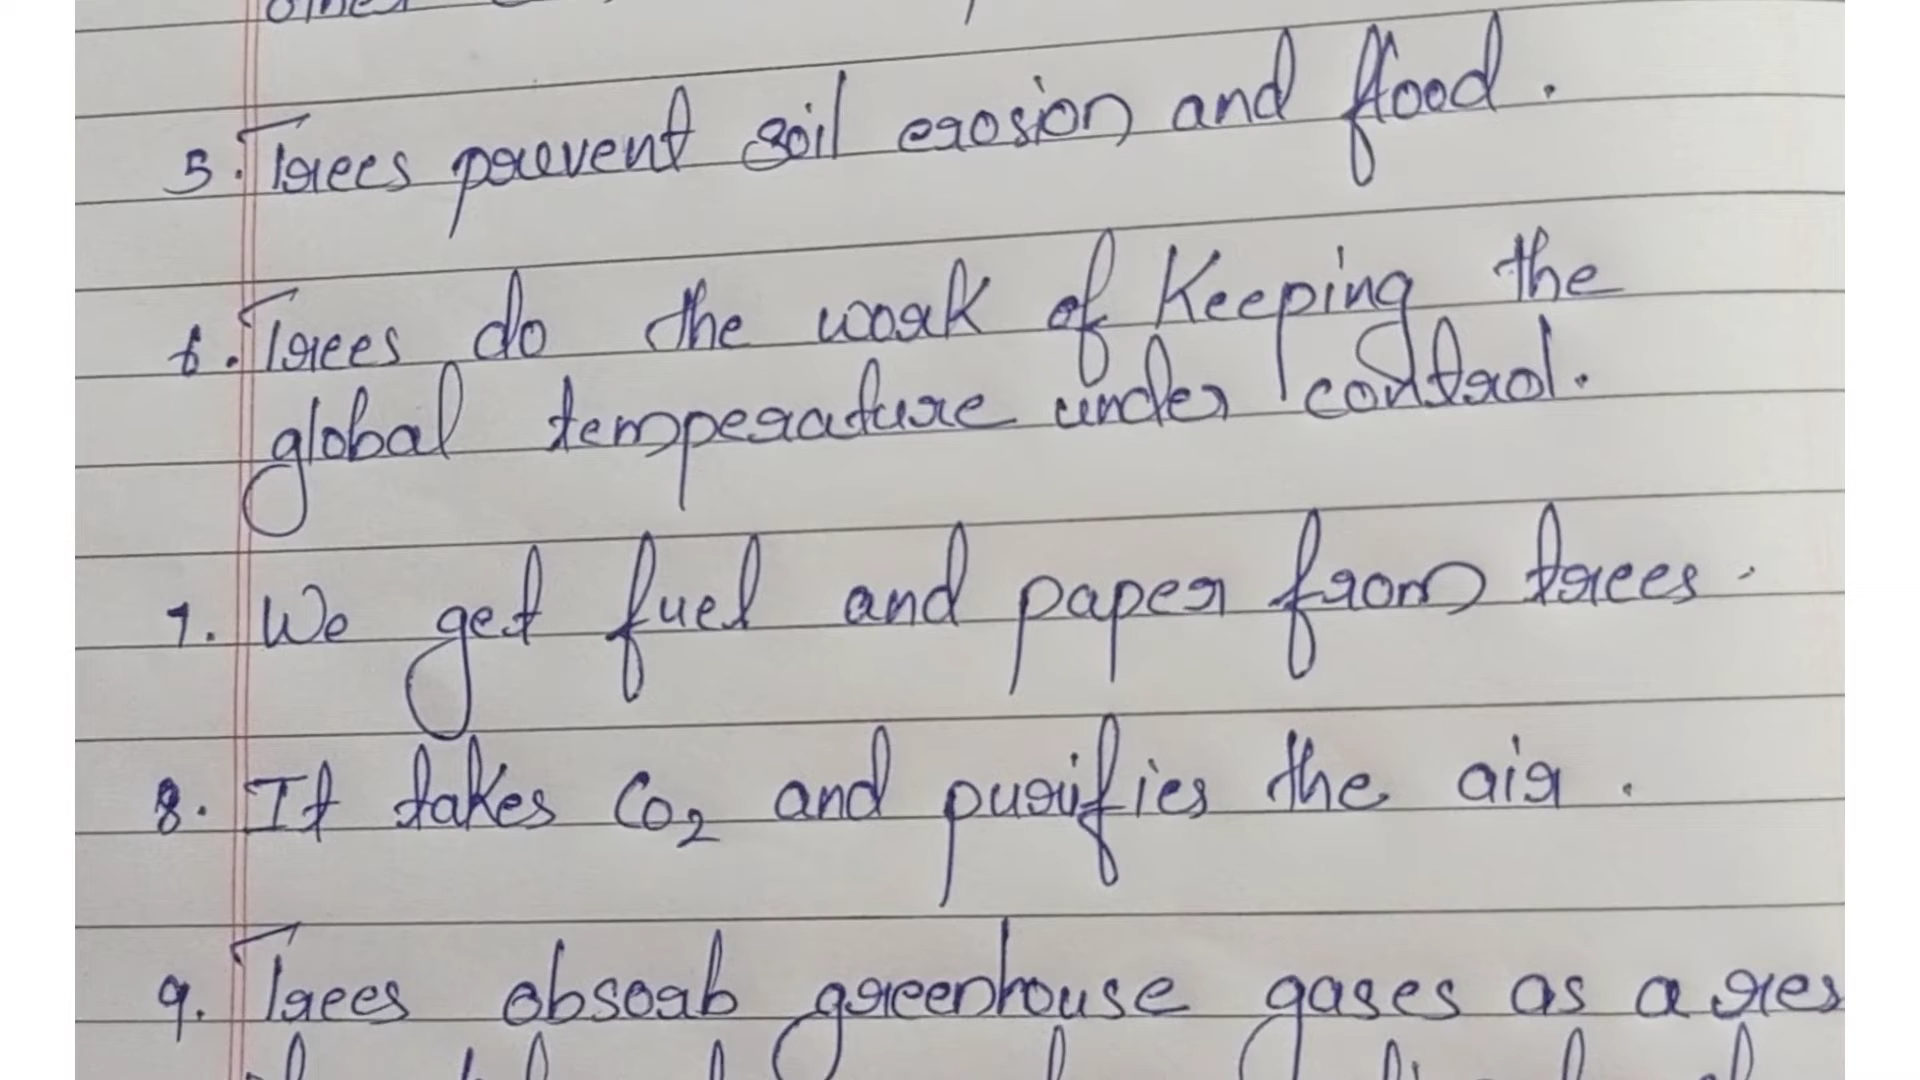 5. Trees prevent soil erosion and flood.
6. Trees do the work of Keeping the
global temperature under control.
7. We get fuel and paper from trees.
8. It takes CO2 and purifies the air.
9. Trees obsorb greenhouse gases as a res